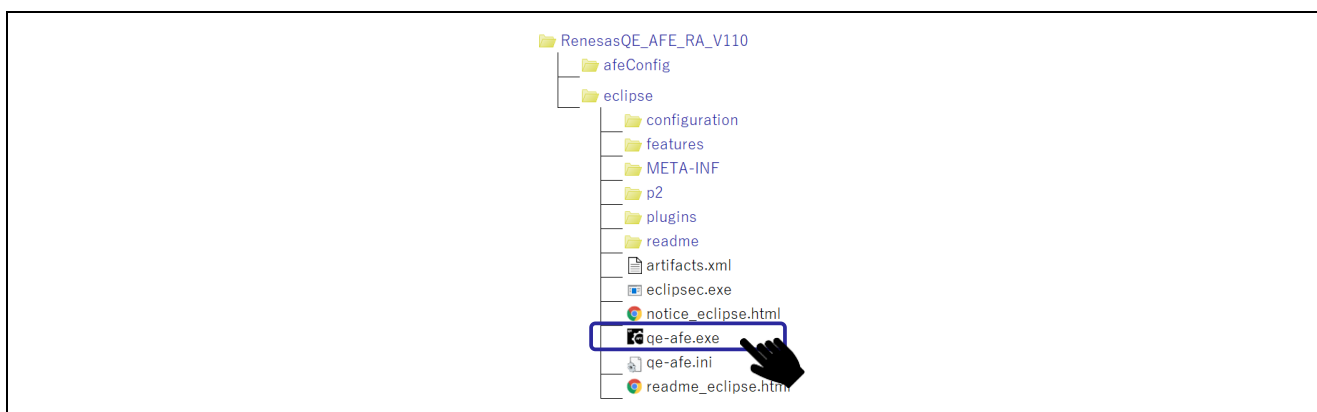 RenesasQE_AFE_RA_V110
afeConfig
eclipse
configuration
features
META-INF
p2
plugins
readme
artifacts.xml
eclipsec.exe
notice_eclipse.html
qe-afe.exe
qe-afe.ini
readme_eclipse.html